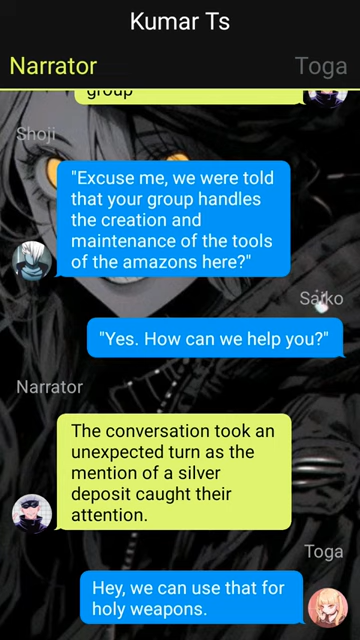 Kumar Ts
Narrator
Toga
group
Shoji
"Excuse me, we were told
that your group handles
the creation and
maintenance of the tools
of the amazons here?"
Saiko
"Yes. How can we help you?"
Narrator
The conversation took an
unexpected turn as the
mention of a silver
deposit caught their
attention.
Toga
Hey, we can use that for
holy weapons.